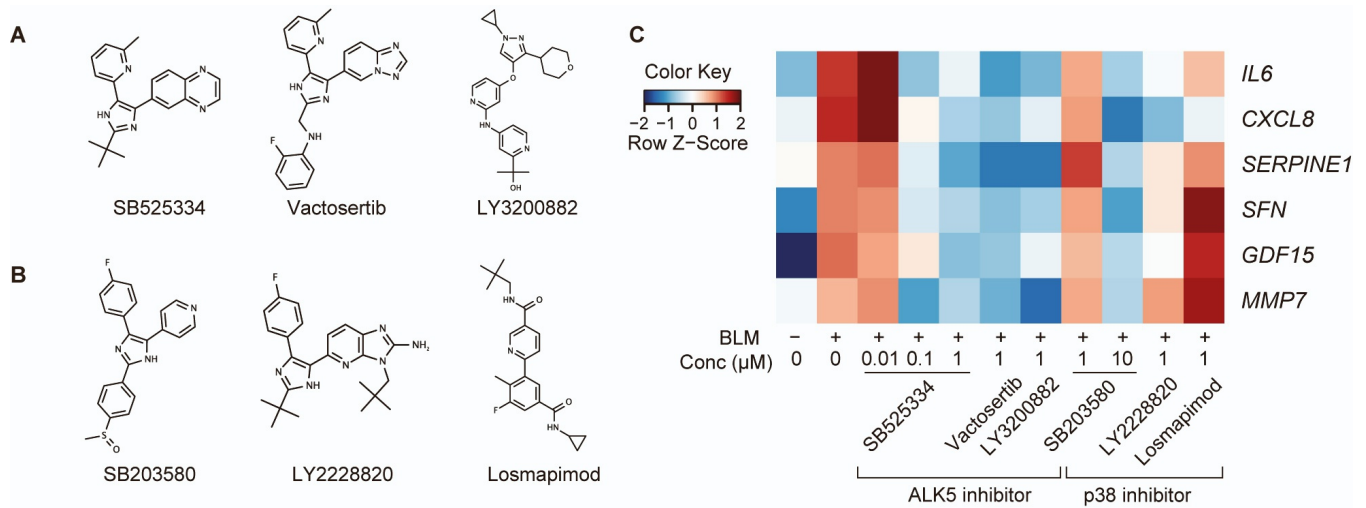 A
SB525334
Vactosertib
LY3200882
B
SB203580
LY2228820
Losmapimod
C
Color Key
−2 −1 0 1 2
Row Z−Score
IL6
CXCL8
SERPINE1
SFN
GDF15
MMP7
BLM − + + + + + + + + + +
Conc (µM) 0 0 0.01 0.1 1 1 1 1 10 1 1
SB525334
Vactosertib
LY3200882
SB203580
LY2228820
Losmapimod
ALK5 inhibitor
p38 inhibitor